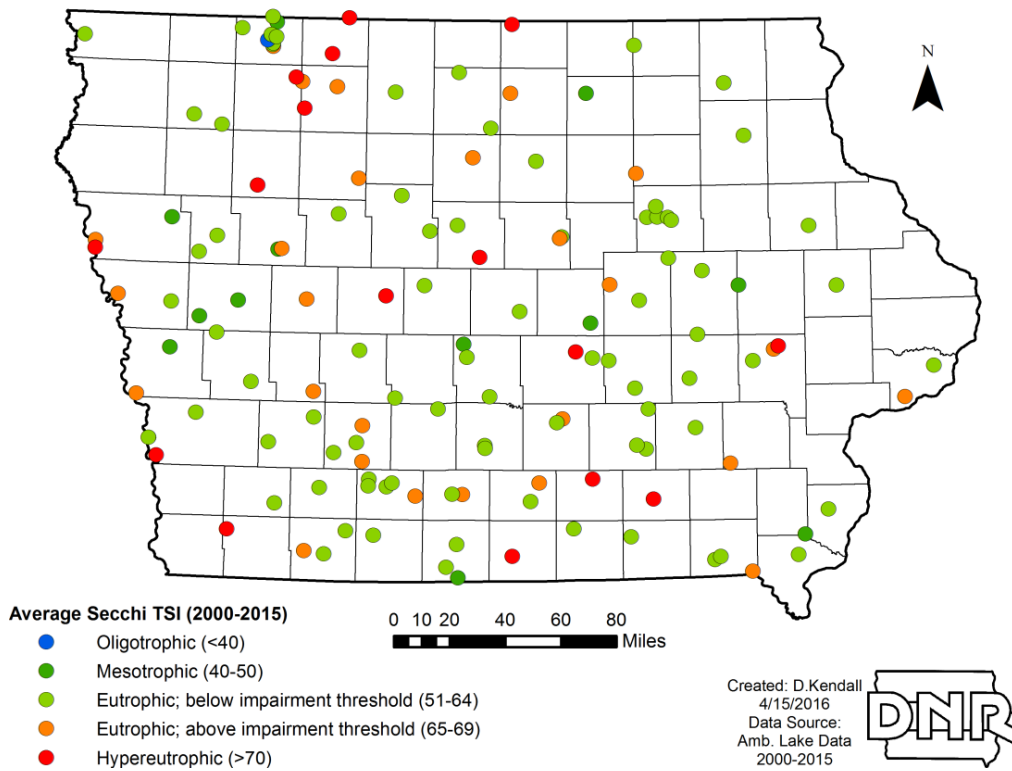 N
Average Secchi TSI (2000-2015)
Oligotrophic (<40)
Mesotrophic (40-50)
Eutrophic; below impairment threshold (51-64)
Eutrophic; above impairment threshold (65-69)
Hypereutrophic (>70)
0 10 20 40 60 80
Miles
Created: D.Kendall
4/15/2016
Data Source:
Amb. Lake Data
2000-2015
DNR